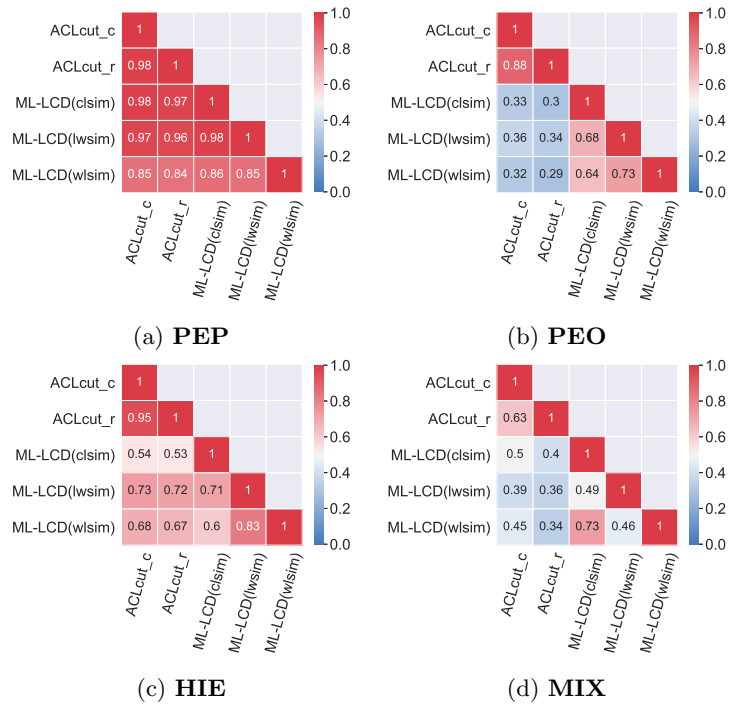 ACLcut_c 1 1.0
ACLcut_r 0.98 1 0.8
ML-LCD(clsim) 0.98 0.97 1 0.6
ML-LCD(lwsim) 0.97 0.96 0.98 1 0.4
0.2
ML-LCD(wlsim) 0.85 0.84 0.86 0.85 1
0.0
ACLcut_c ACLcut_r ML-LCD(clsim) ML-LCD(lwsim) ML-LCD(wlsim)
(a) PEP
ACLcut_c 1 1.0
ACLcut_r 0.88 1 0.8
ML-LCD(clsim) 0.33 0.3 1 0.6
ML-LCD(lwsim) 0.36 0.34 0.68 1 0.4
0.2
ML-LCD(wlsim) 0.32 0.29 0.64 0.73 1
0.0
ACLcut_c ACLcut_r ML-LCD(clsim) ML-LCD(lwsim) ML-LCD(wlsim)
(b) PEO
ACLcut_c 1 1.0
ACLcut_r 0.95 1 0.8
ML-LCD(clsim) 0.54 0.53 1 0.6
ML-LCD(lwsim) 0.73 0.72 0.71 1 0.4
0.2
ML-LCD(wlsim) 0.68 0.67 0.6 0.83 1
0.0
ACLcut_c ACLcut_r ML-LCD(clsim) ML-LCD(lwsim) ML-LCD(wlsim)
(c) HIE
ACLcut_c 1 1.0
ACLcut_r 0.63 1 0.8
ML-LCD(clsim) 0.5 0.4 1 0.6
ML-LCD(lwsim) 0.39 0.36 0.49 1 0.4
0.2
ML-LCD(wlsim) 0.45 0.34 0.73 0.46 1
0.0
ACLcut_c ACLcut_r ML-LCD(clsim) ML-LCD(lwsim) ML-LCD(wlsim)
(d) MIX